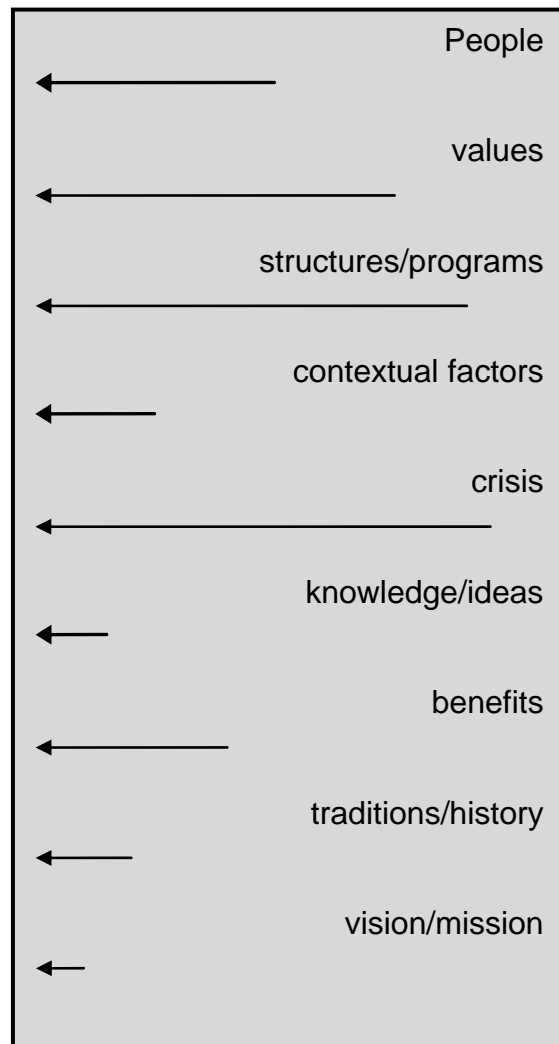 People
values
structures/programs
contextual factors
crisis
knowledge/ideas
benefits
traditions/history
vision/mission